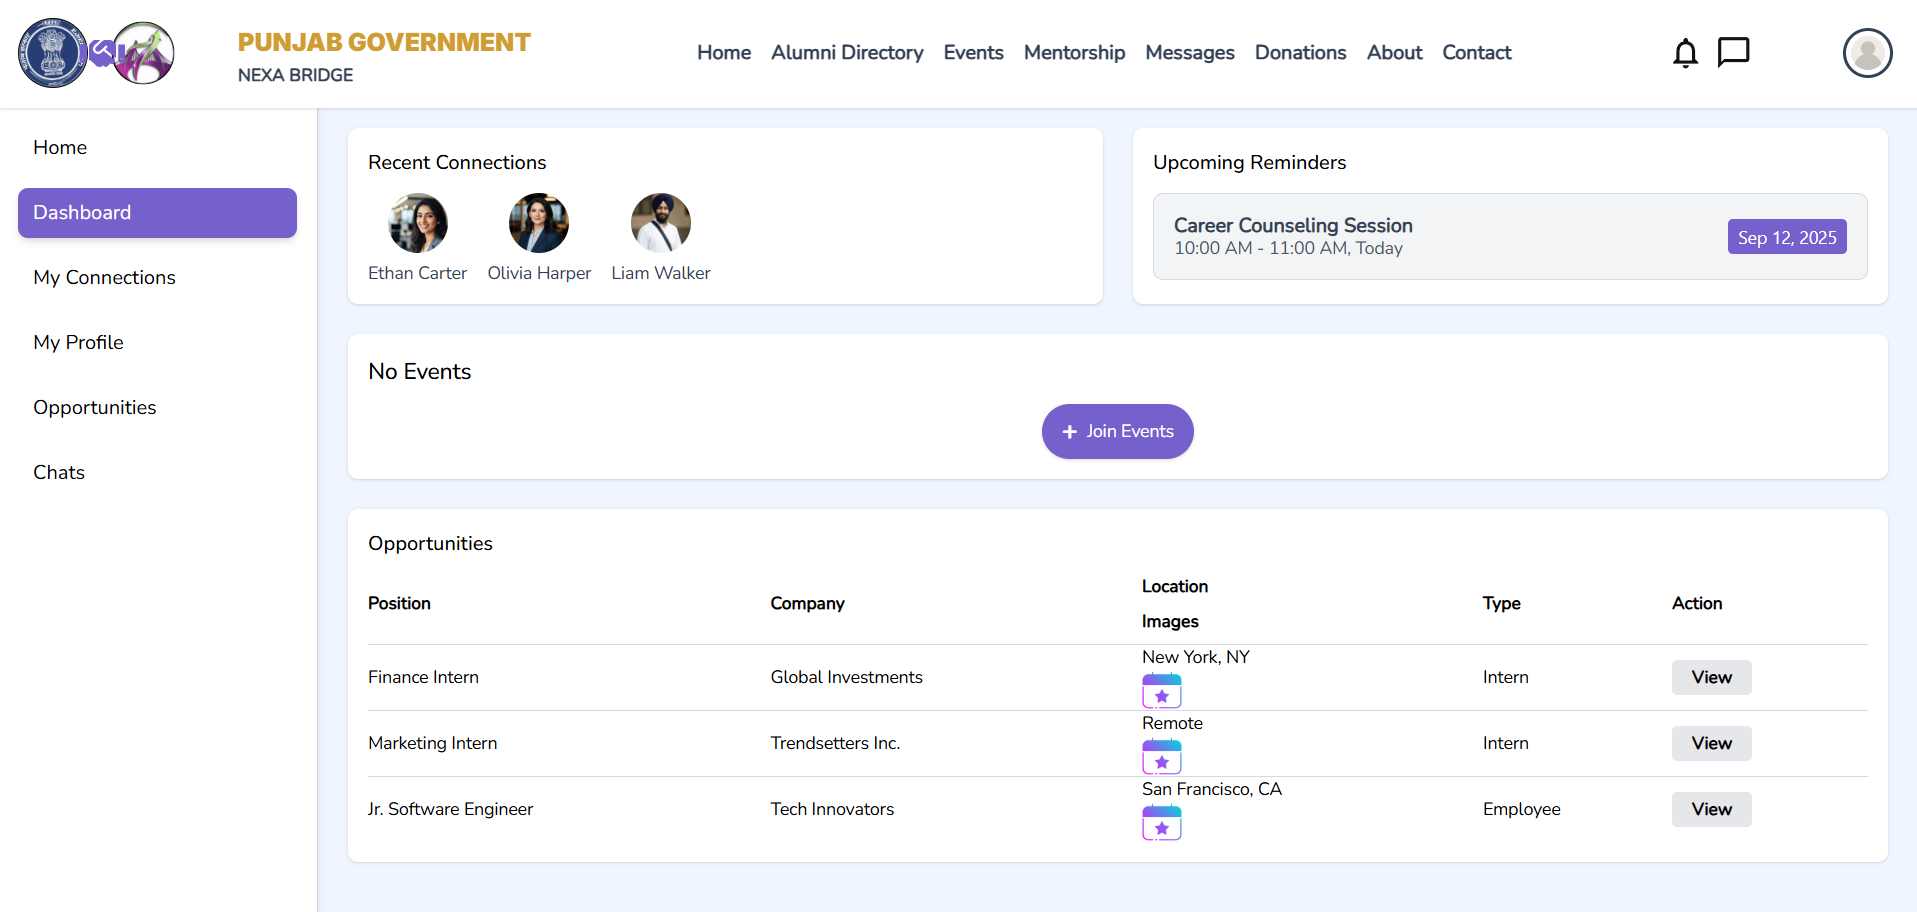 PUNJAB GOVERNMENT
NEXA BRIDGE
Home Alumni Directory Events Mentorship Messages Donations About Contact
Home
Dashboard
My Connections
My Profile
Opportunities
Chats
Recent Connections
Ethan Carter Olivia Harper Liam Walker
Upcoming Reminders
Career Counseling Session
10:00 AM - 11:00 AM, Today
Sep 12, 2025
No Events
+ Join Events
Opportunities
Position Company Location Images Type Action
Finance Intern Global Investments New York, NY Intern View
Marketing Intern Trendsetters Inc. Remote Intern View
Jr. Software Engineer Tech Innovators San Francisco, CA Employee View